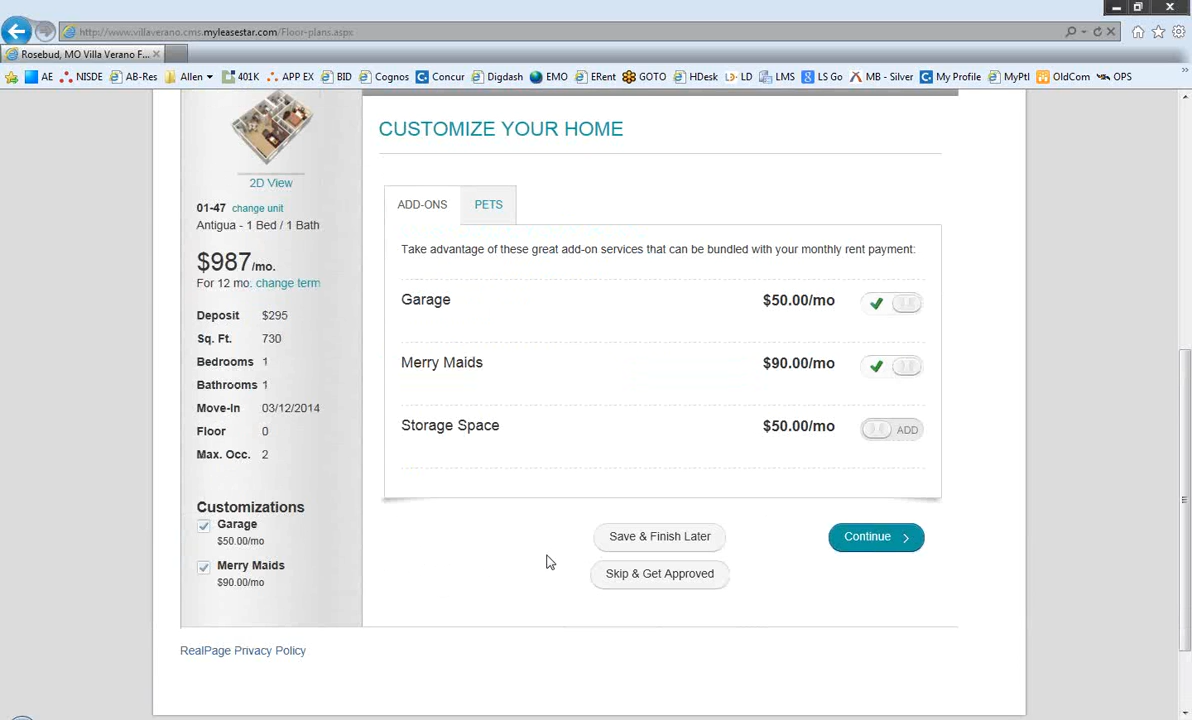 http://www.villaverano.cms.myleasestar.com/Floor-plans.aspx
Rosebud, MO Villa Verano F...
AE NISDE AB-Res Allen 401K APP EX BID Cognos Concur Digdash EMO ERent GOTO HDesk LD LMS LS Go MB - Silver My Profile MyPtl OldCom OPS
2D View
01-47 change unit
Antigua - 1 Bed / 1 Bath
$987/mo.
For 12 mo. change term
Deposit $295
Sq. Ft. 730
Bedrooms 1
Bathrooms 1
Move-In 03/12/2014
Floor 0
Max. Occ. 2
Customizations
Garage
$50.00/mo
Merry Maids
$90.00/mo
CUSTOMIZE YOUR HOME
ADD-ONS PETS
Take advantage of these great add-on services that can be bundled with your monthly rent payment:
Garage $50.00/mo
Merry Maids $90.00/mo
Storage Space $50.00/mo ADD
Save & Finish Later
Continue
Skip & Get Approved
RealPage Privacy Policy